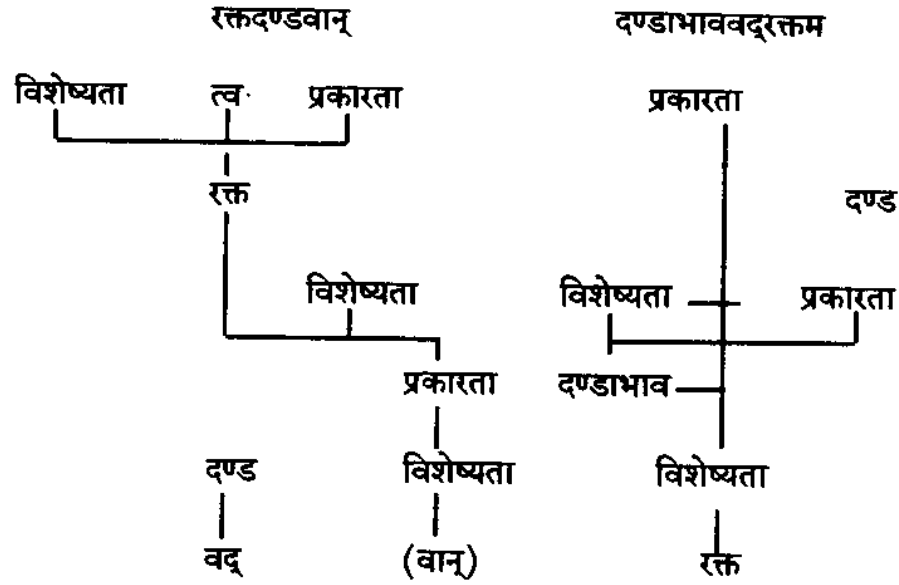 रक्तदण्डवान्
दण्डाभाववद्रक्तम
विशेष्यता त्व प्रकारता
प्रकारता
रक्त
दण्ड
विशेष्यता
विशेष्यता प्रकारता
प्रकारता
दण्डाभाव
दण्ड
विशेष्यता
विशेष्यता
वद्
(वान्)
रक्त